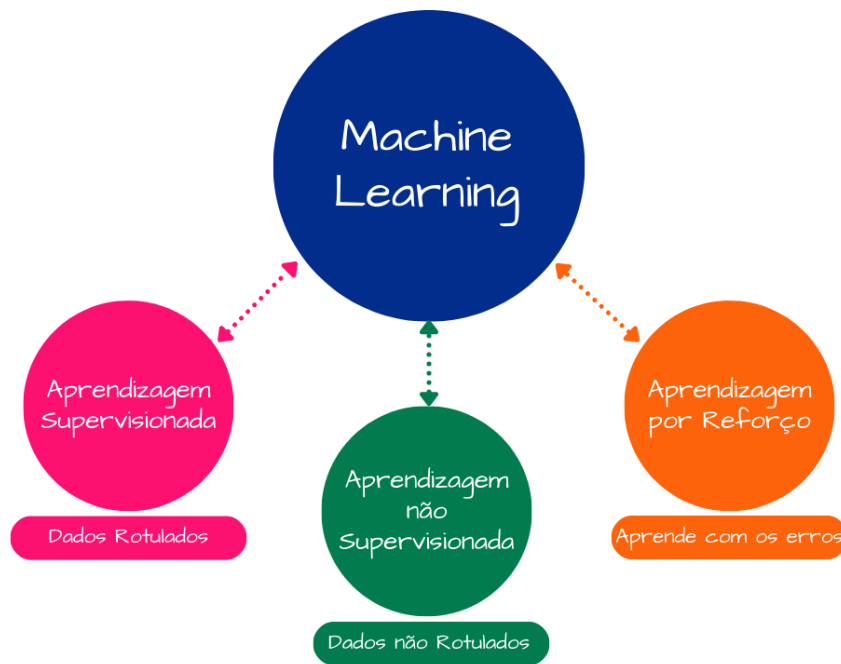 Machine
Learning
Aprendizagem
Supervisionada
Dados Rotulados
Aprendizagem
não
Supervisionada
Dados não Rotulados
Aprendizagem
por Reforço
Aprende com os erros